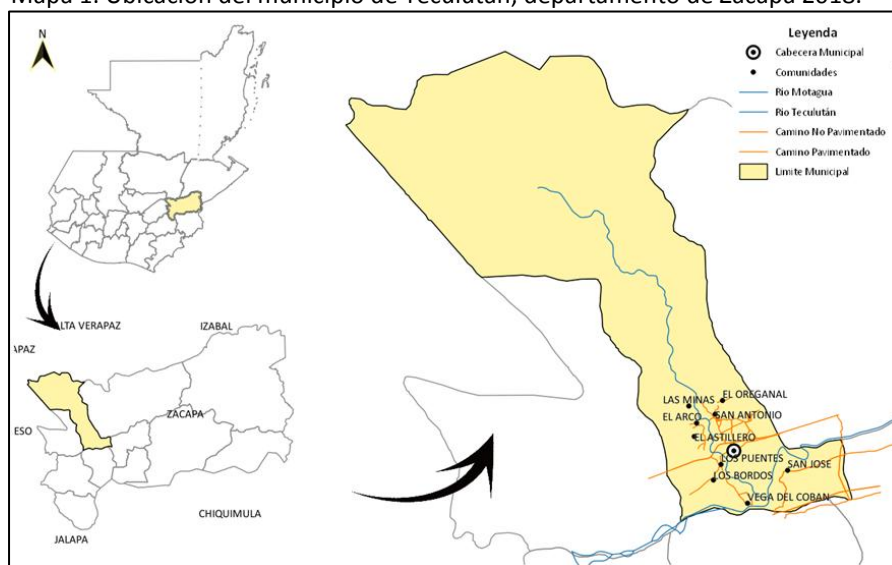 Mapa 1. Ubicación del municipio de Teculután, departamento de Zacapa 2018.
N
Leyenda
Cabecera Municipal
Comunidades
Rio Motagua
Rio Teculután
Camino No Pavimentado
Camino Pavimentado
Limite Municipal
ALTA VERAPAZ
IZABAL
APAZ
ESO
ZACAPA
CHIQUIMULA
JALAPA
LAS MINAS
EL OREGANAL
EL ARCO
SAN ANTONIO
EL ASTILLERO
LOS PUENTES
SAN JOSE
LOS BORDOS
VEGA DEL COBAN